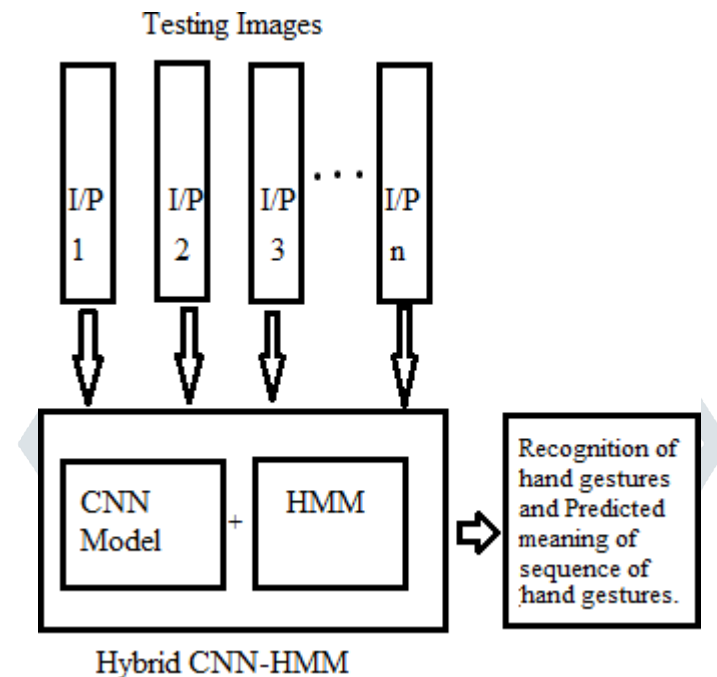 Testing Images
I/P I/P I/P ... I/P
1 2 3 n
CNN
Model
+
HMM
Recognition of
hand gestures
and Predicted
meaning of
sequence of
hand gestures.
Hybrid CNN-HMM